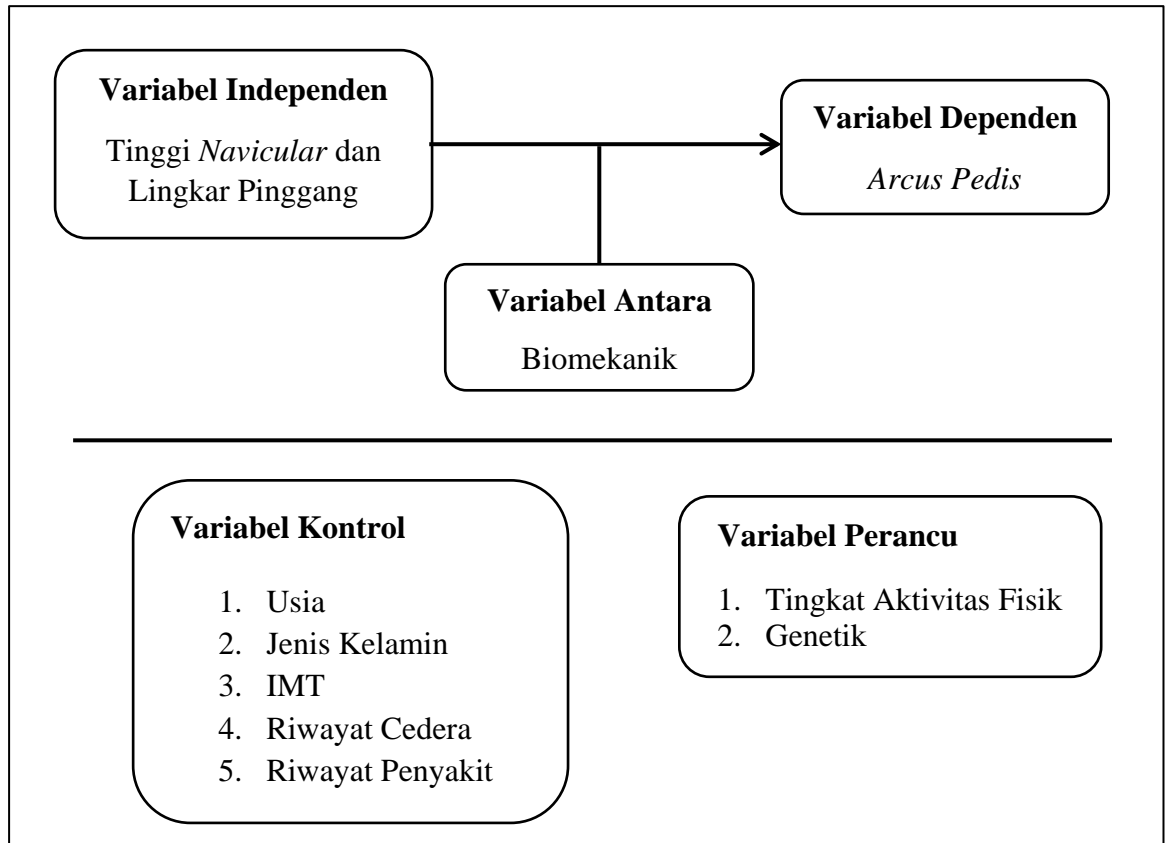 Variabel Independen
Tinggi Navicular dan
Lingkar Pinggang
Variabel Dependen
Arcus Pedis
Variabel Antara
Biomekanik
Variabel Kontrol
1. Usia
2. Jenis Kelamin
3. IMT
4. Riwayat Cedera
5. Riwayat Penyakit
Variabel Perancu
1. Tingkat Aktivitas Fisik
2. Genetik